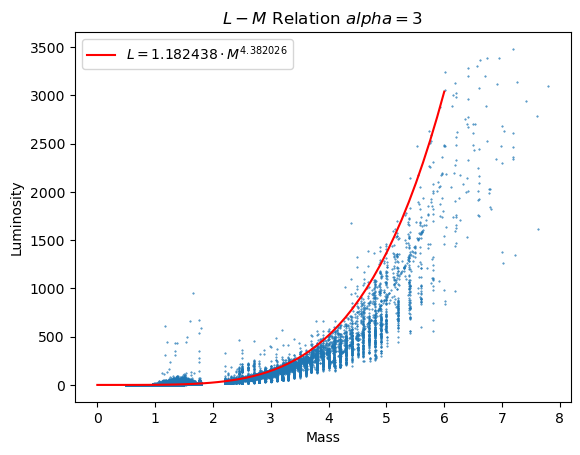 L − M Relation alpha = 3
L = 1.182438 · M^4.382026
3500
3000
2500
2000
1500
1000
500
0
Luminosity
0 1 2 3 4 5 6 7 8
Mass